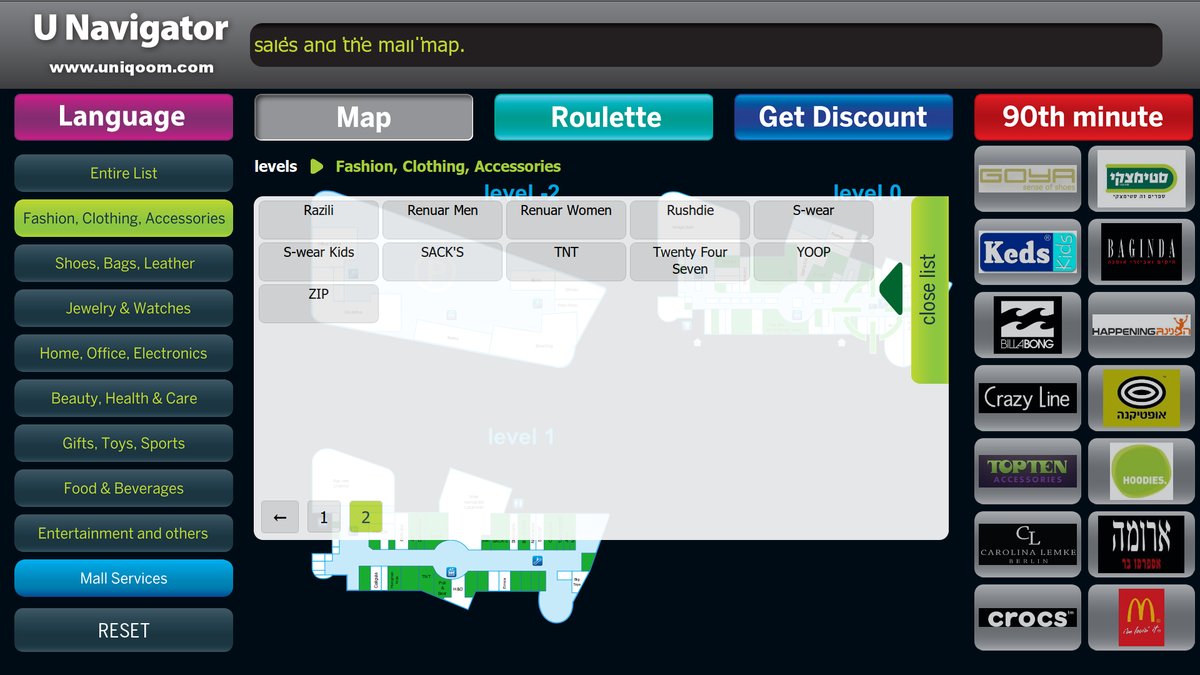 U Navigator
www.uniqoom.com
sales and the mall map.
Language
Map
Roulette
Get Discount
90th minute
levels
Fashion, Clothing, Accessories
Entire List
Fashion, Clothing, Accessories
Shoes, Bags, Leather
Jewelry & Watches
Home, Office, Electronics
Beauty, Health & Care
Gifts, Toys, Sports
Food & Beverages
Entertainment and others
Mall Services
RESET
level -2
level 0
Razili
Renuar Men
Renuar Women
Rushdie
S-wear
S-wear Kids
SACK'S
TNT
Twenty Four
Seven
YOOP
ZIP
close list
level 1
←
1
2
TNT
H&O
GOYA
sense of shoes
סטימצקי
Keds®
Kids
BAGINDA
BILLABONG
HAPPENING הפנינג
Crazy Line
אופטיקנה
TOPTEN
ACCESSORIES
HOODIES.
CL
CAROLINA LEMKE
BERLIN
ארומה
אספרסו בר
crocs™
M